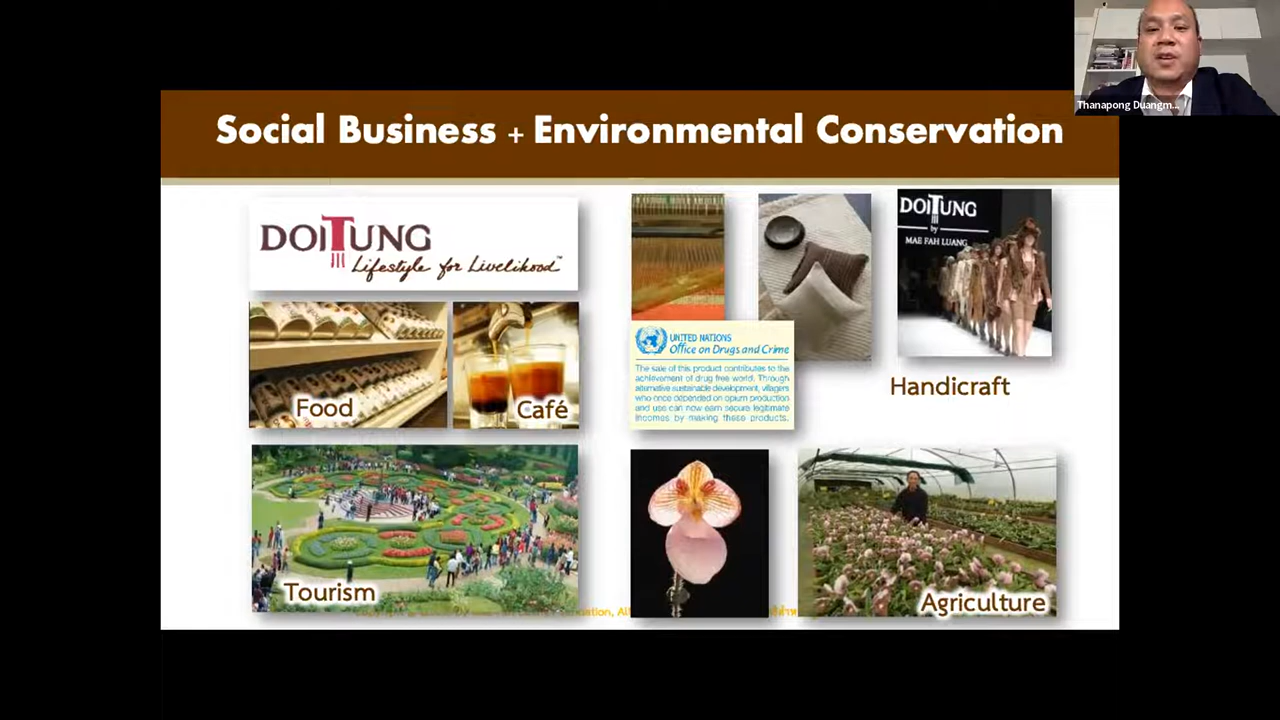 Thanapong Duangm...
Social Business + Environmental Conservation
DOITUNG
Lifestyle for Livelihood™
DOITUNG
by
MAE FAH LUANG
UNITED NATIONS
Office on Drugs and Crime
The sale of this product contributes to the
achievement of drug free world. Through
alternative sustainable development, villagers
who once depended on opium production
and use can now earn secure legitimate
incomes by making these products.
Handicraft
Food
Café
Tourism
Agriculture